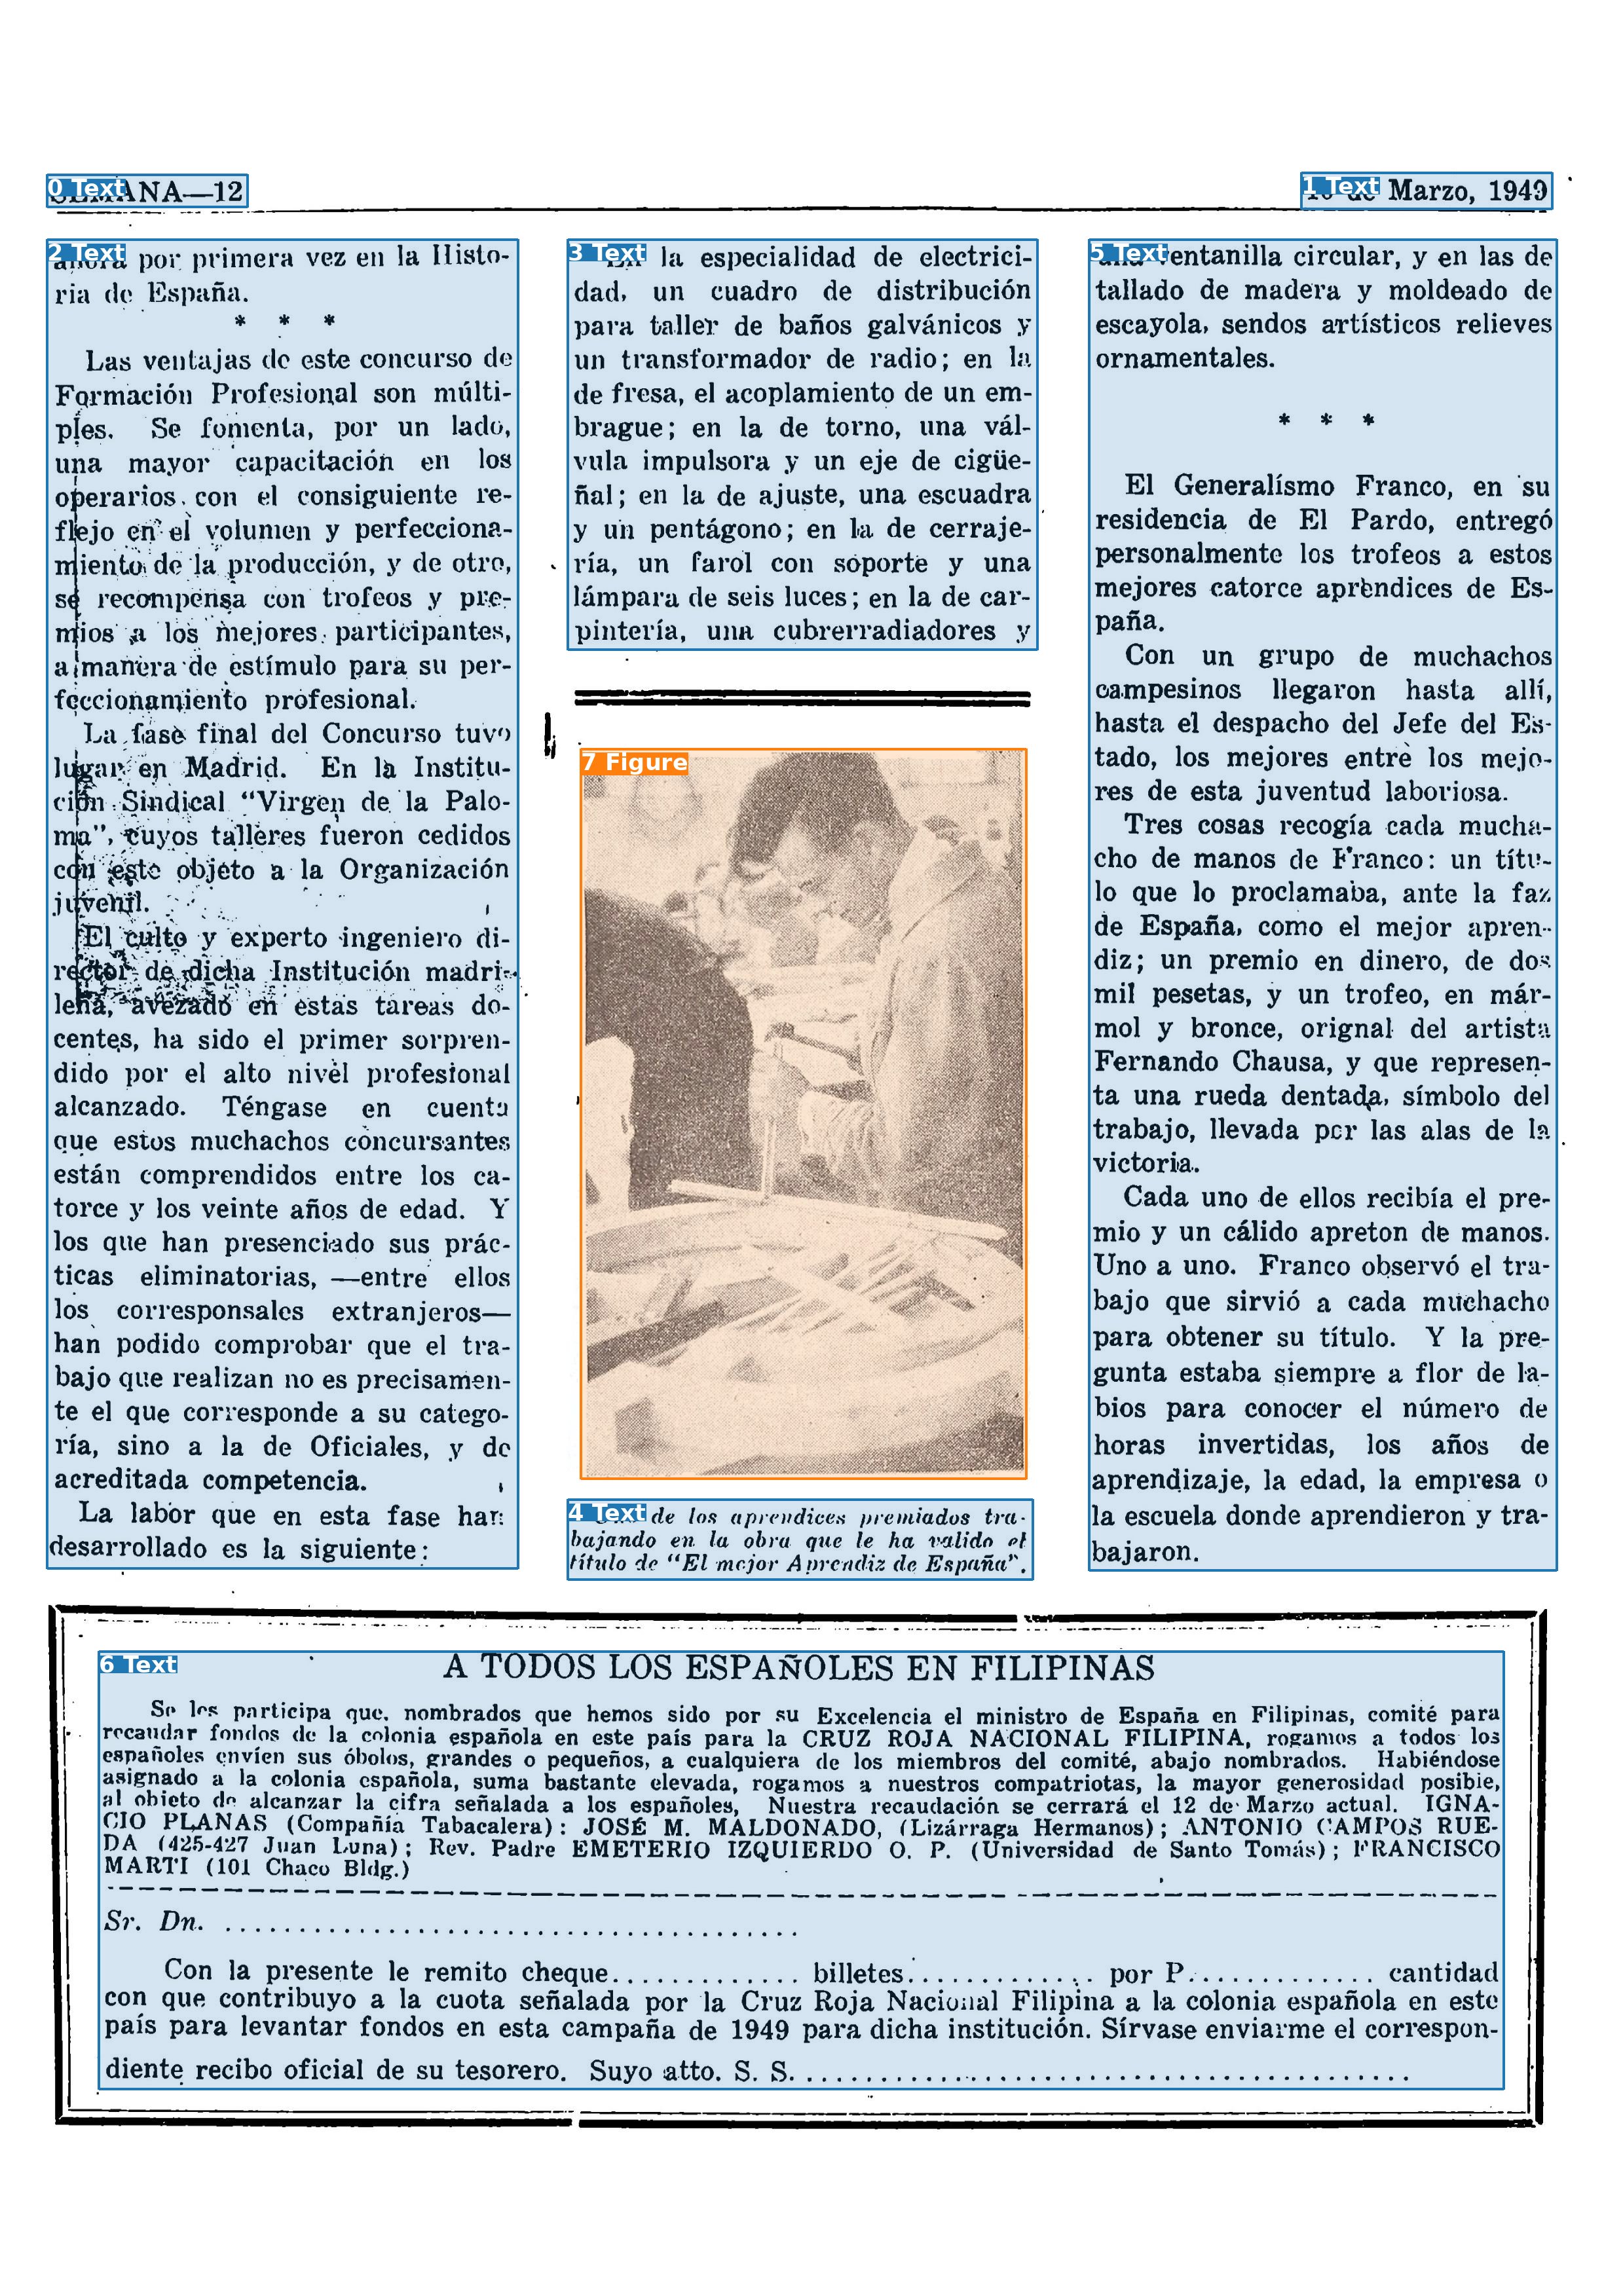 SEMANA—12
Marzo, 1949
ahora por primera vez en la Histo-
ria de España.
* * *
Las ventajas de este concurso de
Formación Profesional son múlti-
ples. Se fomenta, por un lado,
una mayor capacitación en los
operarios con el consiguiente re-
flejo en el volumen y perfecciona-
miento de la producción, y de otro,
se recompensa con trofeos y pre-
mios a los mejores participantes,
a manera de estímulo para su per-
feccionamiento profesional.
La fase final del Concurso tuvo
lugar en Madrid. En la Institu-
ción Sindical “Virgen de la Palo-
ma”, cuyos talleres fueron cedidos
con este objeto a la Organización
juvenil.
El culto y experto ingeniero di-
rector de dicha Institución madri-
leña, avezado en estas tareas do-
centes, ha sido el primer sorpren-
dido por el alto nivel profesional
alcanzado. Téngase en cuenta
que estos muchachos concursantes
están comprendidos entre los ca-
torce y los veinte años de edad. Y
los que han presenciado sus prác-
ticas eliminatorias, —entre ellos
los corresponsales extranjeros—
han podido comprobar que el tra-
bajo que realizan no es precisamen-
te el que corresponde a su catego-
ría, sino a la de Oficiales, y de
acreditada competencia.
La labor que en esta fase han
desarrollado es la siguiente:
En la especialidad de electrici-
dad, un cuadro de distribución
para taller de baños galvánicos y
un transformador de radio; en la
de fresa, el acoplamiento de un em-
brague; en la de torno, una vál-
vula impulsora y un eje de cigüe-
ñal; en la de ajuste, una escuadra
y un pentágono; en la de cerraje-
ría, un farol con soporte y una
lámpara de seis luces; en la de car-
pintería, una cubrerradiadores y
de los aprendices premiados tra-
bajando en la obra que le ha valido el
título de “El mejor Aprendiz de España”.
una ventanilla circular, y en las de
tallado de madera y moldeado de
escayola, sendos artísticos relieves
ornamentales.
* * *
El Generalísmo Franco, en su
residencia de El Pardo, entregó
personalmente los trofeos a estos
mejores catorce aprendices de Es-
paña.
Con un grupo de muchachos
campesinos llegaron hasta allí,
hasta el despacho del Jefe del Es-
tado, los mejores entre los mejo-
res de esta juventud laboriosa.
Tres cosas recogía cada mucha-
cho de manos de Franco: un títu-
lo que lo proclamaba, ante la faz
de España, como el mejor apren-
diz; un premio en dinero, de dos
mil pesetas, y un trofeo, en már-
mol y bronce, orignal del artista
Fernando Chausa, y que represen-
ta una rueda dentada, símbolo del
trabajo, llevada por las alas de la
victoria.
Cada uno de ellos recibía el pre-
mio y un cálido apreton de manos.
Uno a uno. Franco observó el tra-
bajo que sirvió a cada muchacho
para obtener su título. Y la pre-
gunta estaba siempre a flor de la-
bios para conocer el número de
horas invertidas, los años de
aprendizaje, la edad, la empresa o
la escuela donde aprendieron y tra-
bajaron.
A TODOS LOS ESPAÑOLES EN FILIPINAS
Se les participa que, nombrados que hemos sido por su Excelencia el ministro de España en Filipinas, comité para
recaudar fondos de la colonia española en este país para la CRUZ ROJA NACIONAL FILIPINA, rogamos a todos los
españoles envíen sus óbolos, grandes o pequeños, a cualquiera de los miembros del comité, abajo nombrados. Habiéndose
asignado a la colonia española, suma bastante elevada, rogamos a nuestros compatriotas, la mayor generosidad posible,
al objeto de alcanzar la cifra señalada a los españoles, Nuestra recaudación se cerrará el 12 de Marzo actual. IGNA-
CIO PLANAS (Compañía Tabacalera): JOSÉ M. MALDONADO, (Lizárraga Hermanos); ANTONIO CAMPOS RUE-
DA (425-427 Juan Luna); Rev. Padre EMETERIO IZQUIERDO O. P. (Universidad de Santo Tomás); FRANCISCO
MARTI (101 Chaco Bldg.)
Sr. Dn. .......................................
Con la presente le remito cheque............. billetes............. por P............. cantidad
con que contribuyo a la cuota señalada por la Cruz Roja Nacional Filipina a la colonia española en este
país para levantar fondos en esta campaña de 1949 para dicha institución. Sírvase enviarme el correspon-
diente recibo oficial de su tesorero. Suyo atto. S. S. .........................................
0 Text
1 Text
2 Text
3 Text
4 Text
5 Text
6 Text
7 Figure